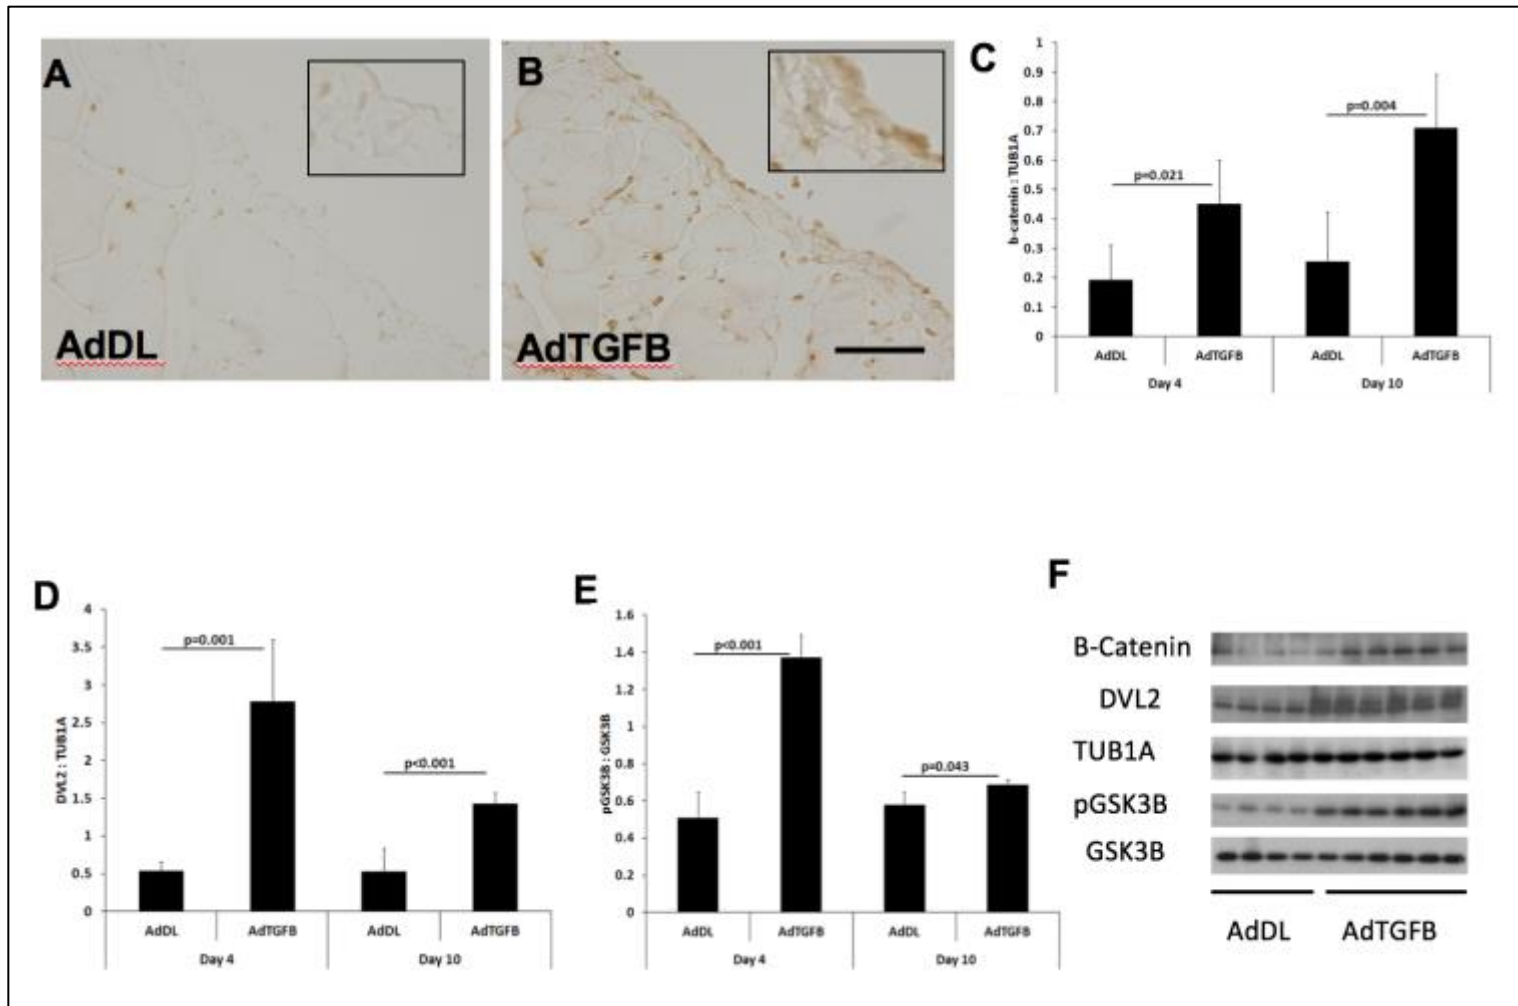 A
AdDL
B
AdTGFB
C
b-catenin : TUB1A
1
0.9
0.8
0.7
0.6
0.5
0.4
0.3
0.2
0.1
0
p=0.021
p=0.004
AdDL AdTGFB AdDL AdTGFB
Day 4 Day 10
D
DVL2 : TUB1A
4
3.5
3
2.5
2
1.5
1
0.5
0
p=0.001
p<0.001
AdDL AdTGFB AdDL AdTGFB
Day 4 Day 10
E
pGSK3B : GSK3B
1.6
1.4
1.2
1
0.8
0.6
0.4
0.2
0
p<0.001
p=0.043
AdDL AdTGFB AdDL AdTGFB
Day 4 Day 10
F
B-Catenin
DVL2
TUB1A
pGSK3B
GSK3B
AdDL AdTGFB